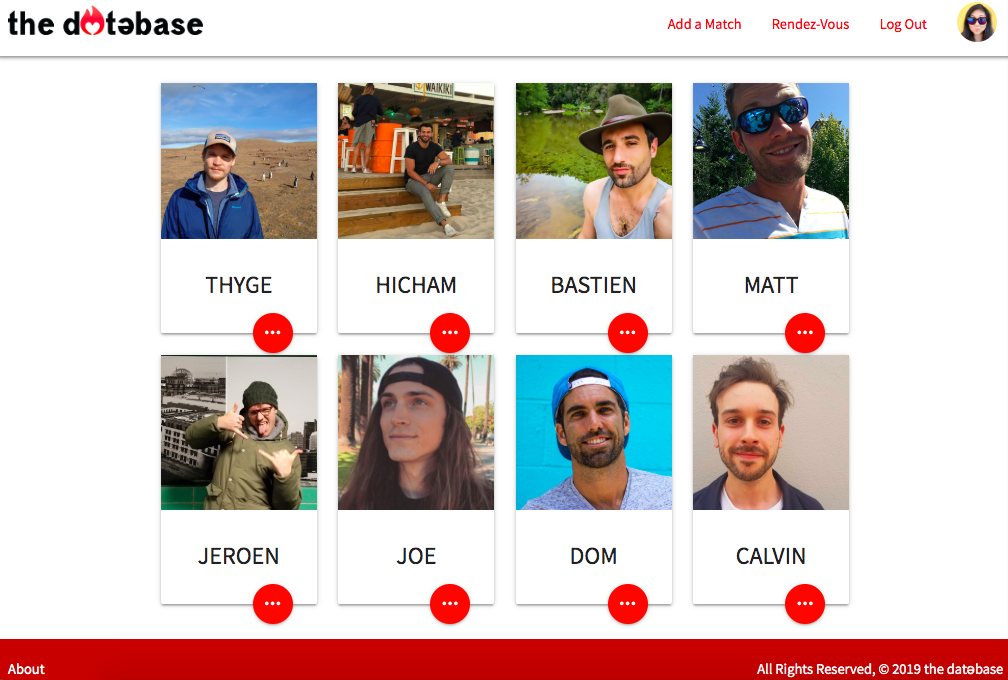 the datəbase
Add a Match
Rendez-Vous
Log Out
WAIKIKI
THYGE
HICHAM
BASTIEN
MATT
JEROEN
JOE
DOM
CALVIN
About
All Rights Reserved, © 2019 the datəbase